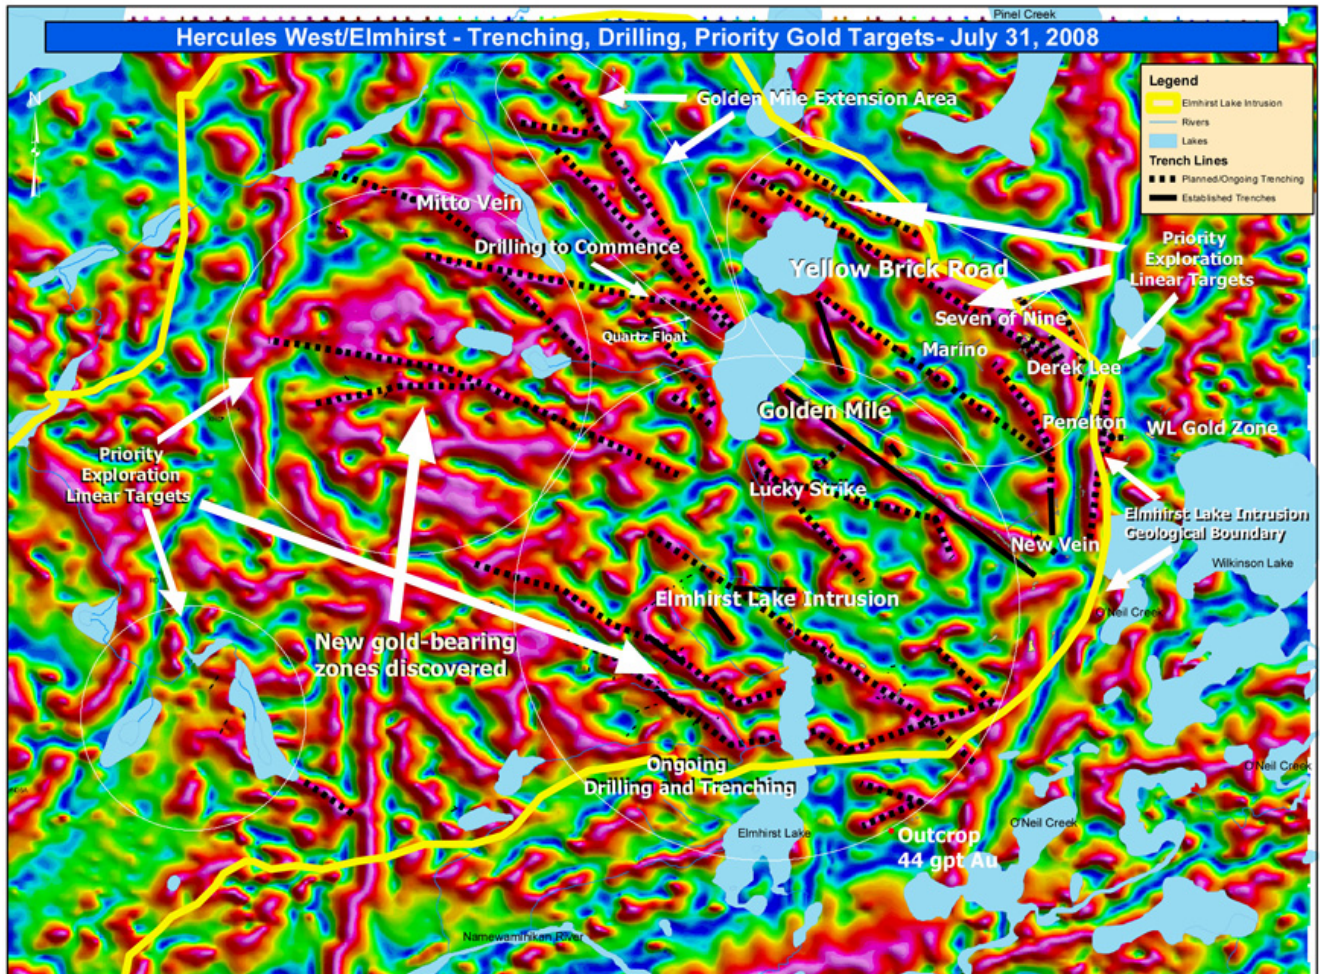 Pinel Creek
Hercules West/Elmhirst - Trenching, Drilling, Priority Gold Targets- July 31, 2008
N
Legend
Elmhirst Lake Intrusion
Rivers
Lakes
Trench Lines
Planned/Ongoing Trenching
Established Trenches
Golden Mile Extension Area
Mitto Vein
Drilling to Commence
Quartz Float
Yellow Brick Road
Priority
Exploration
Linear Targets
Seven of Nine
Marino
Derek Lee
Golden Mile
Penelton
WL Gold Zone
Priority
Exploration
Linear Targets
Lucky Strike
Elmhirst Lake Intrusion
Geological Boundary
New Vein
Wilkinson Lake
Elmhirst Lake Intrusion
O'Neil Creek
New gold-bearing
zones discovered
Ongoing
Drilling and Trenching
O'Neil Creek
Elmhirst Lake
O'Neil Creek
Outcrop
44 gpt Au
Namewaminikan River